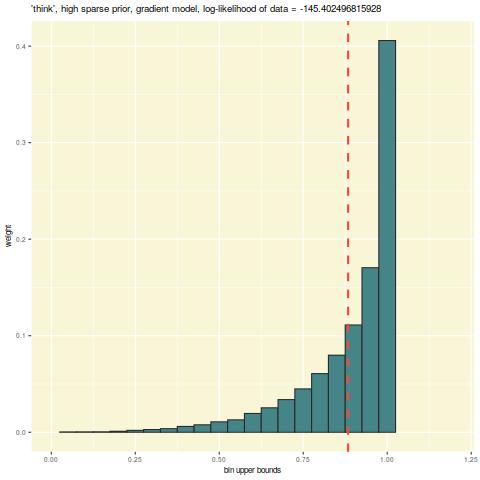 'think', high sparse prior, gradient model, log-likelihood of data = -145.402496815928
weight
0.4
0.3
0.2
0.1
0.0
0.00 0.25 0.50 0.75 1.00 1.25
bin upper bounds